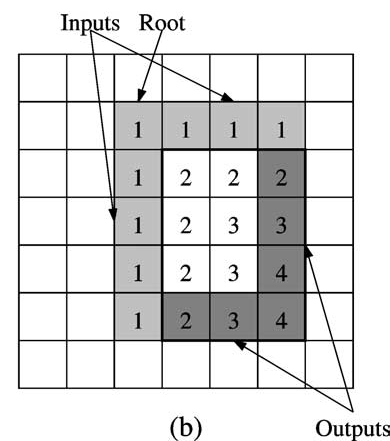 Inputs Root
1 1 1 1
1 2 2 2
1 2 3 3
1 2 3 4
1 2 3 4
(b)
Outputs